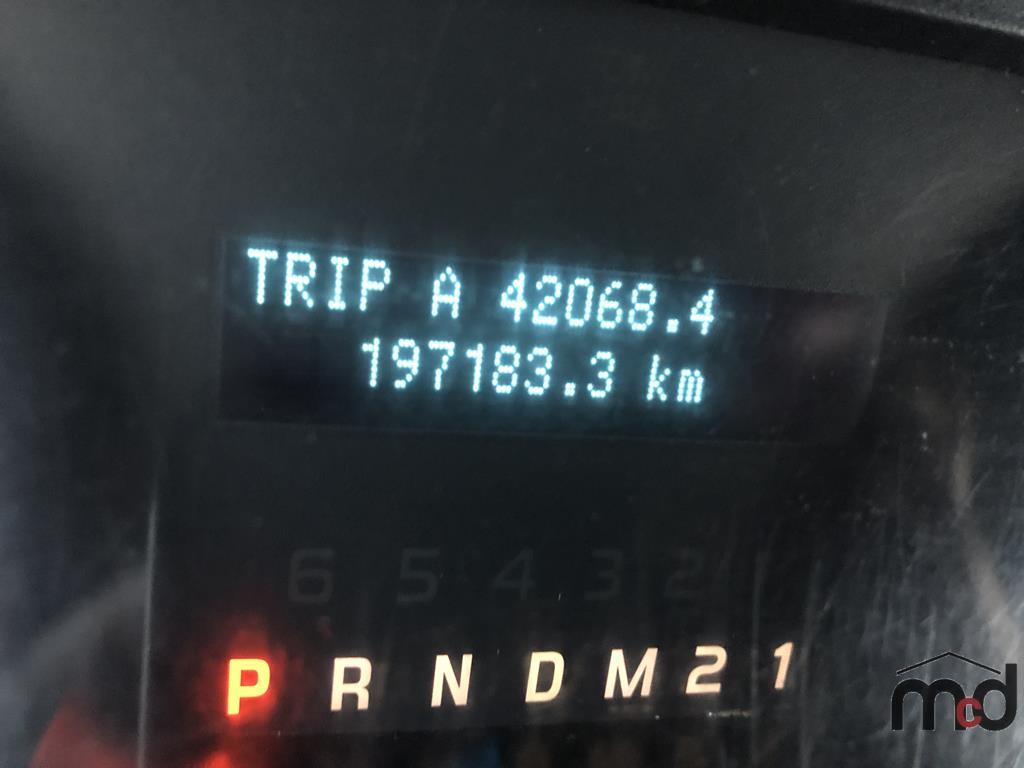 TRIP A 42068.4
197183.3 km
6 5 4 3 2
P R N D M 2 1
mcd